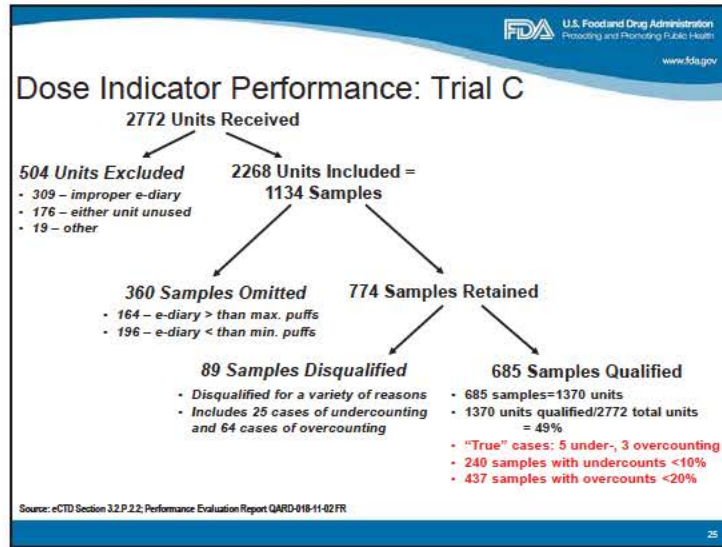 FDA U.S. Food and Drug Administration
Protecting and Promoting Public Health
www.fda.gov
Dose Indicator Performance: Trial C
2772 Units Received
504 Units Excluded
• 309 – improper e-diary
• 176 – either unit unused
• 19 – other
2268 Units Included =
1134 Samples
360 Samples Omitted
• 164 – e-diary > than max. puffs
• 196 – e-diary < than min. puffs
774 Samples Retained
89 Samples Disqualified
• Disqualified for a variety of reasons
• Includes 25 cases of undercounting
and 64 cases of overcounting
685 Samples Qualified
• 685 samples=1370 units
• 1370 units qualified/2772 total units
= 49%
• “True” cases: 5 under-, 3 overcounting
• 240 samples with undercounts <10%
• 437 samples with overcounts <20%
Source: eCTD Section 3.2.P.2.2; Performance Evaluation Report QARD-018-11-02 FR
25